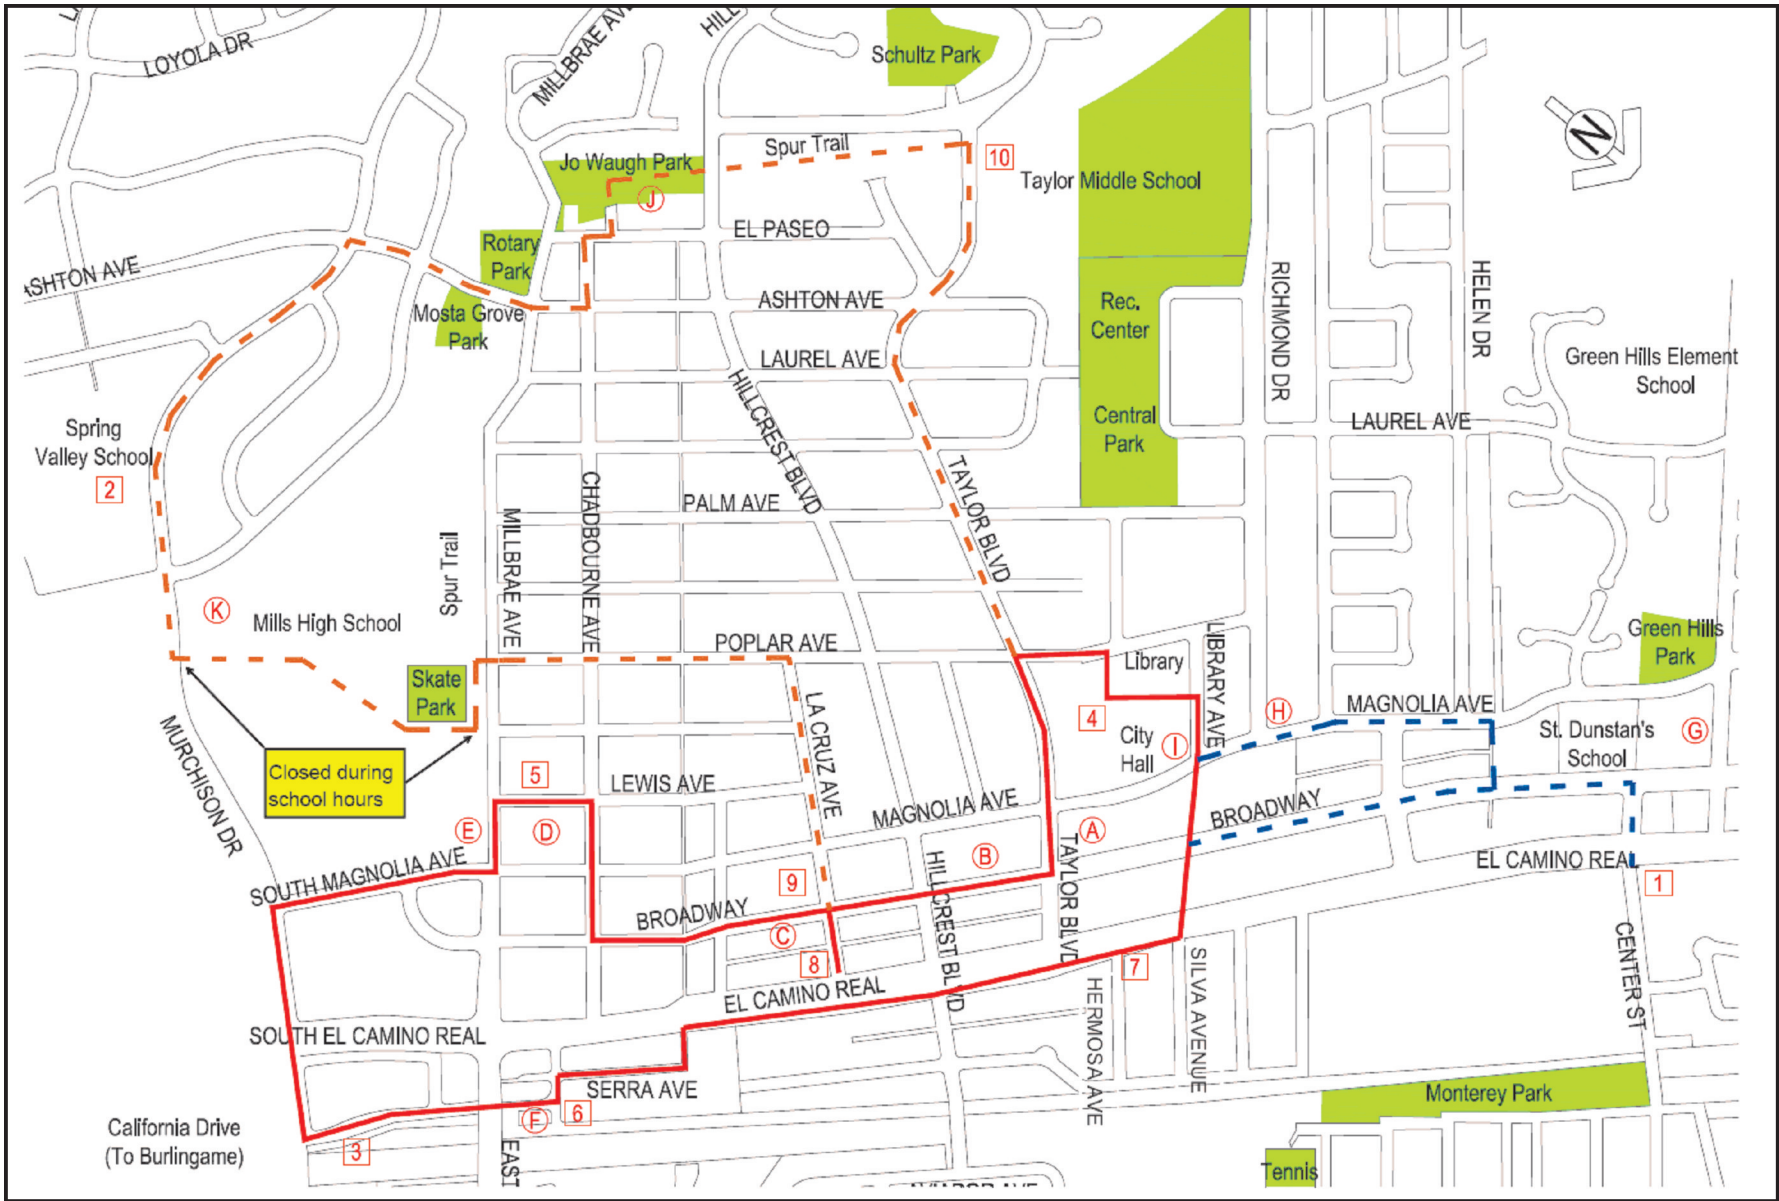 LOYOLA DR
MILLBRAE AVE
HILL
Schultz Park
N
Spur Trail
10
Jo Waugh Park
J
Taylor Middle School
EL PASEO
Rotary
Park
ASHTON AVE
ASHTON AVE
Mosta Grove
Park
LAUREL AVE
Rec.
Center
RICHMOND DR
HELEN DR
Green Hills Element
School
HILLCREST BLVD
Central
Park
LAUREL AVE
Spring
Valley School
2
CHADBOURNE AVE
PALM AVE
TAYLOR BLVD
Spur Trail
MILLBRAE AVE
K
Mills High School
POPLAR AVE
Library
LIBRARY AVE
Green Hills
Park
Skate
Park
LA CRUZ AVE
4
City
Hall
I
H
MAGNOLIA AVE
St. Dunstan's
School
G
MURCHISON DR
Closed during
school hours
5
LEWIS AVE
MAGNOLIA AVE
BROADWAY
E
D
A
B
SOUTH MAGNOLIA AVE
EL CAMINO REAL
1
9
BROADWAY
C
8
HILLCREST BLVD
TAYLOR BLVD
7
EL CAMINO REAL
SOUTH EL CAMINO REAL
HERMOSA AVE
SILVA AVENUE
CENTER ST
SERRA AVE
Monterey Park
F
6
California Drive
(To Burlingame)
3
EAST
Tennis